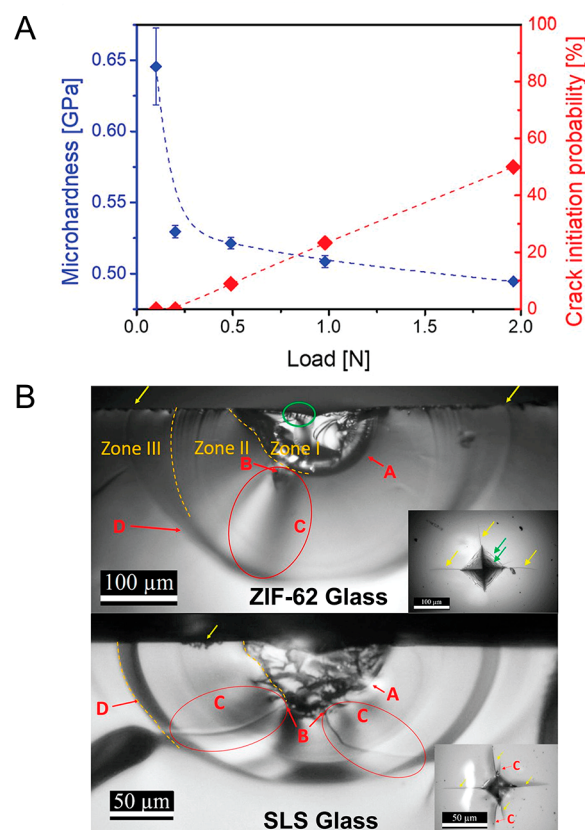 A
Microhardness [GPa]
0.65
0.60
0.55
0.50
100
80
60
40
20
0
Crack initiation probability [%]
0.0
0.5
1.0
1.5
2.0
Load [N]
B
Zone III
Zone II
Zone I
B
A
C
D
100 µm
ZIF-62 Glass
100 µm
D
C
A
B
C
50 µm
SLS Glass
C
C
50 µm